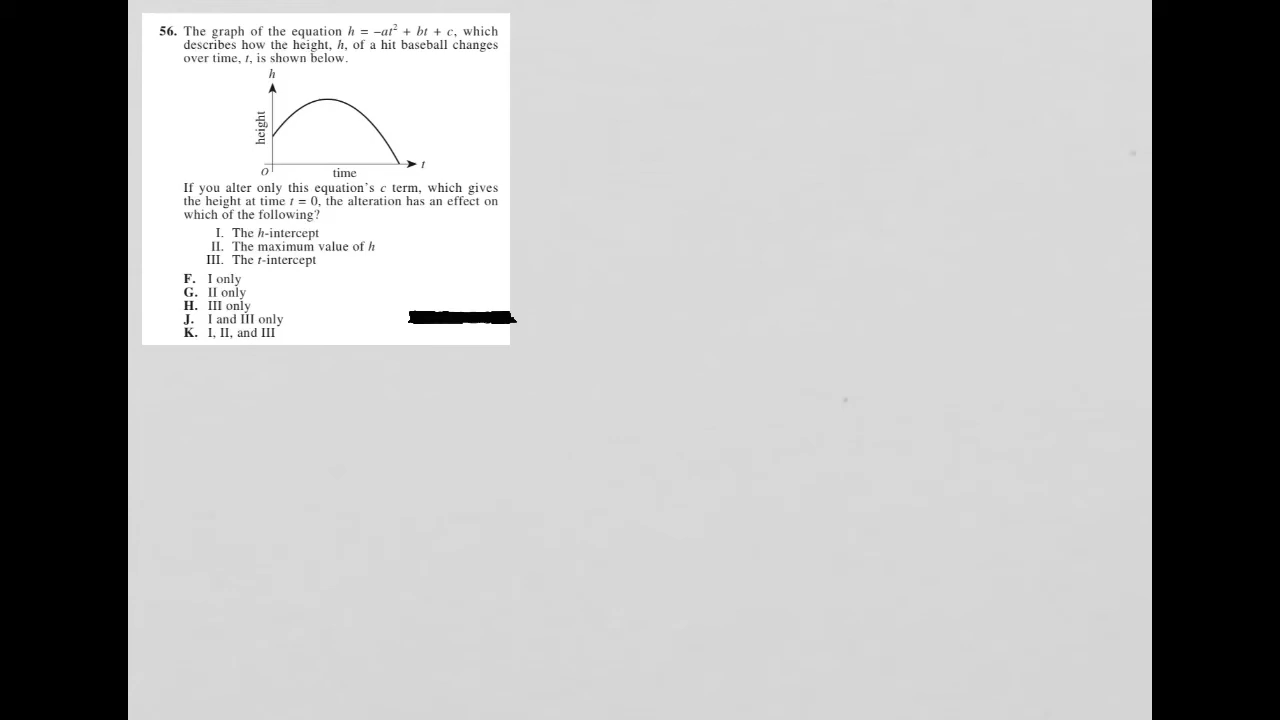 56. The graph of the equation h = −at² + bt + c, which
describes how the height, h, of a hit baseball changes
over time, t, is shown below.
h
height
O
time
t
If you alter only this equation's c term, which gives
the height at time t = 0, the alteration has an effect on
which of the following?
I. The h-intercept
II. The maximum value of h
III. The t-intercept
F. I only
G. II only
H. III only
J. I and III only
K. I, II, and III